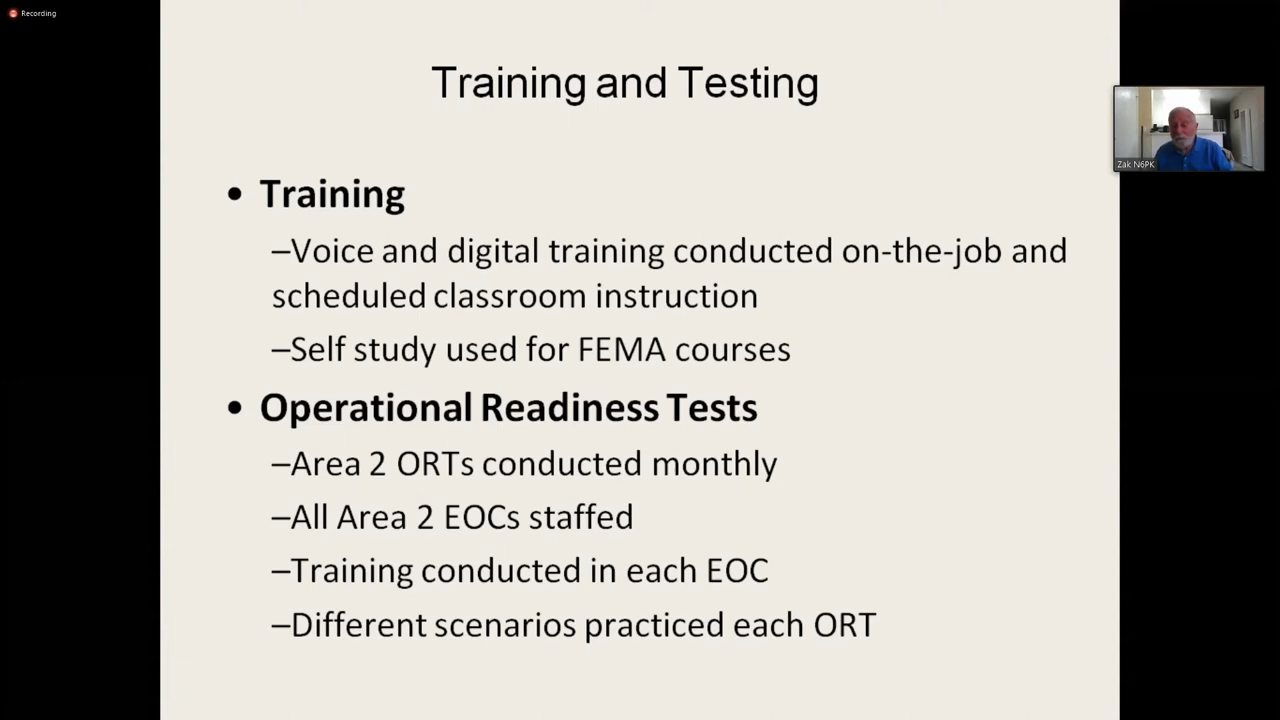 Recording
Training and Testing
• Training
–Voice and digital training conducted on-the-job and
scheduled classroom instruction
–Self study used for FEMA courses
• Operational Readiness Tests
–Area 2 ORTs conducted monthly
–All Area 2 EOCs staffed
–Training conducted in each EOC
–Different scenarios practiced each ORT
Zak N6PK